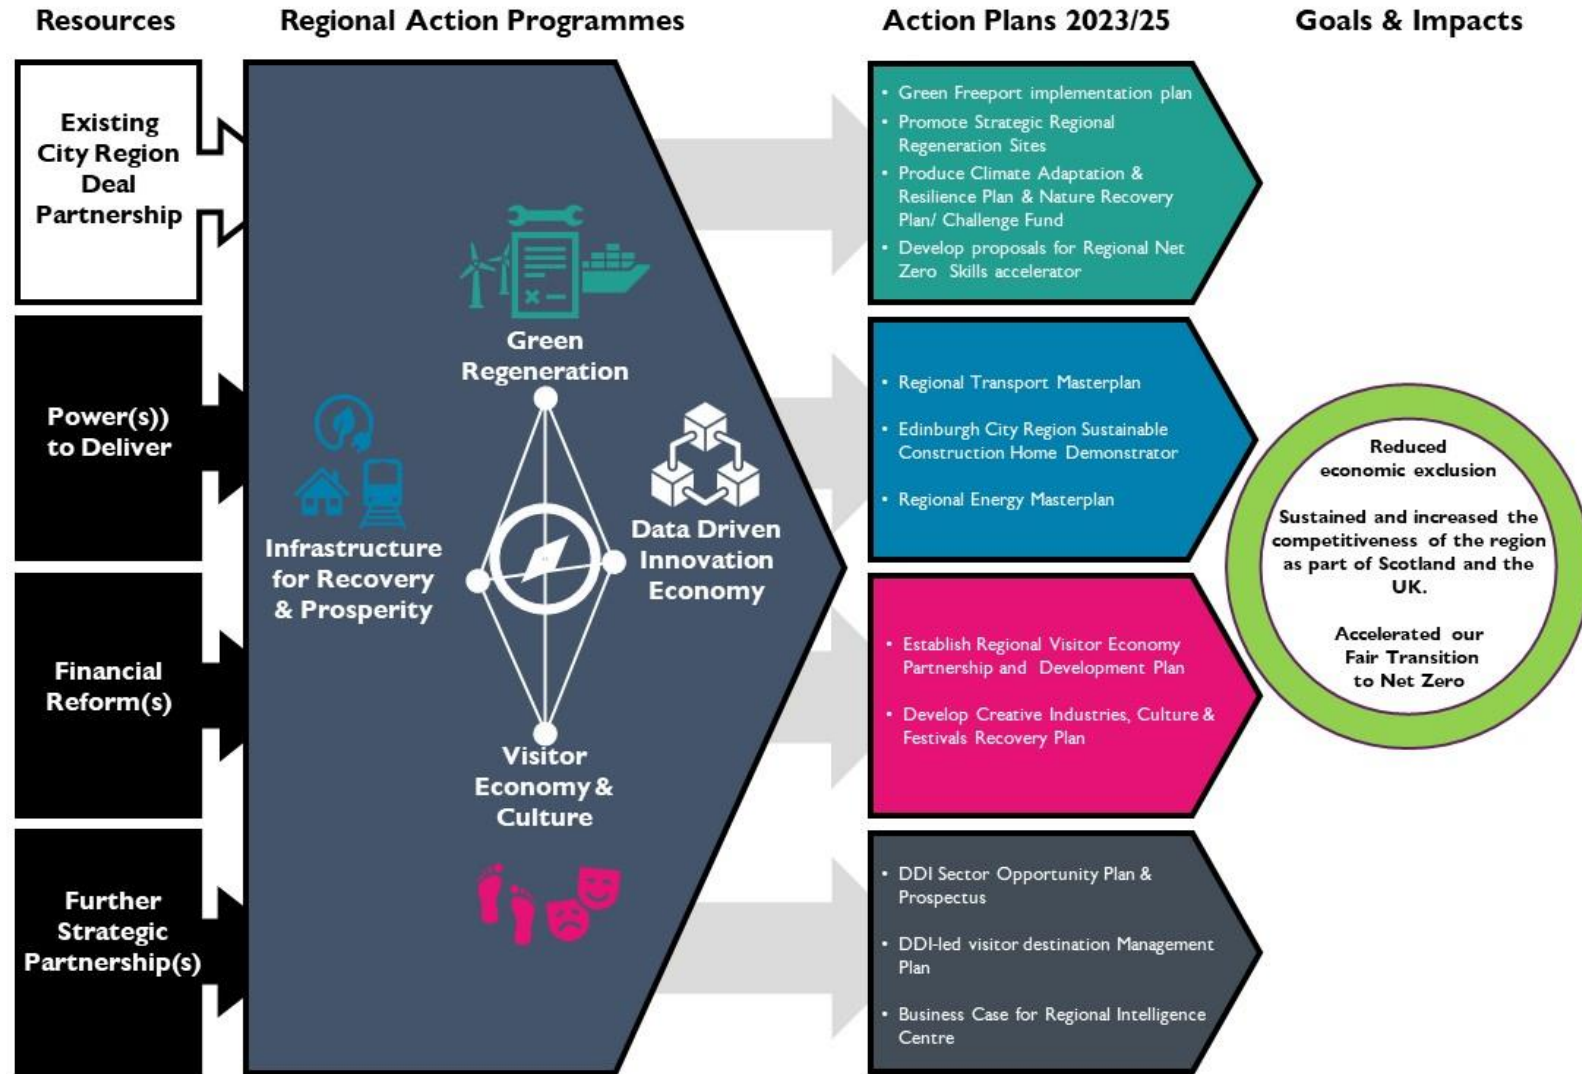 Resources
Regional Action Programmes
Action Plans 2023/25
Goals & Impacts
Existing
City Region
Deal
Partnership
Power(s))
to Deliver
Financial
Reform(s)
Further
Strategic
Partnership(s)
Green
Regeneration
Infrastructure
for Recovery
& Prosperity
Data Driven
Innovation
Economy
Visitor
Economy &
Culture
• Green Freeport implementation plan
• Promote Strategic Regional
Regeneration Sites
• Produce Climate Adaptation &
Resilience Plan & Nature Recovery
Plan/ Challenge Fund
• Develop proposals for Regional Net
Zero Skills accelerator
• Regional Transport Masterplan
• Edinburgh City Region Sustainable
Construction Home Demonstrator
• Regional Energy Masterplan
• Establish Regional Visitor Economy
Partnership and Development Plan
• Develop Creative Industries, Culture &
Festivals Recovery Plan
• DDI Sector Opportunity Plan &
Prospectus
• DDI-led visitor destination Management
Plan
• Business Case for Regional Intelligence
Centre
Reduced
economic exclusion
Sustained and increased the
competitiveness of the region
as part of Scotland and the
UK.
Accelerated our
Fair Transition
to Net Zero